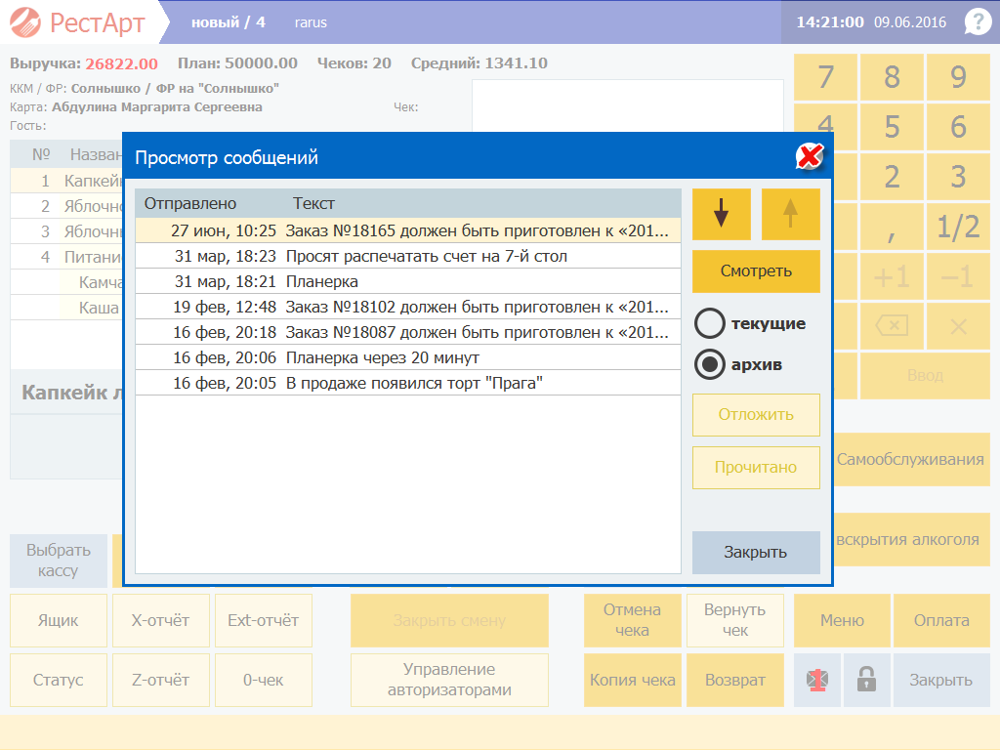 РестАрт новый / 4 rarus 14:21:00 09.06.2016 ?
Выручка: 26822.00 План: 50000.00 Чеков: 20 Средний: 1341.10
ККМ / ФР: Солнышко / ФР на "Солнышко"
Карта: Абдулина Маргарита Сергеевна Чек:
Гость:
№ Назван
1 Капкейк
2 Яблочно
3 Яблочны
4 Питание
Камча
Каша
Капкейк л
Просмотр сообщений
Отправлено Текст
27 июн, 10:25 Заказ №18165 должен быть приготовлен к «201...
31 мар, 18:23 Просят распечатать счет на 7-й стол
31 мар, 18:21 Планерка
19 фев, 12:48 Заказ №18102 должен быть приготовлен к «201...
16 фев, 20:18 Заказ №18087 должен быть приготовлен к «201...
16 фев, 20:06 Планерка через 20 минут
16 фев, 20:05 В продаже появился торт "Прага"
Смотреть
текущие
архив
Отложить
Прочитано
Закрыть
7 8 9
4 5 6
2 3
, 1/2
+1 −1
Ввод
Самообслуживания
вскрытия алкоголя
Выбрать
кассу
Ящик X-отчёт Ext-отчёт Закрыть смену Отмена
чека Вернуть
чек Меню Оплата
Статус Z-отчёт 0-чек Управление
авторизаторами Копия чека Возврат 1 Закрыть